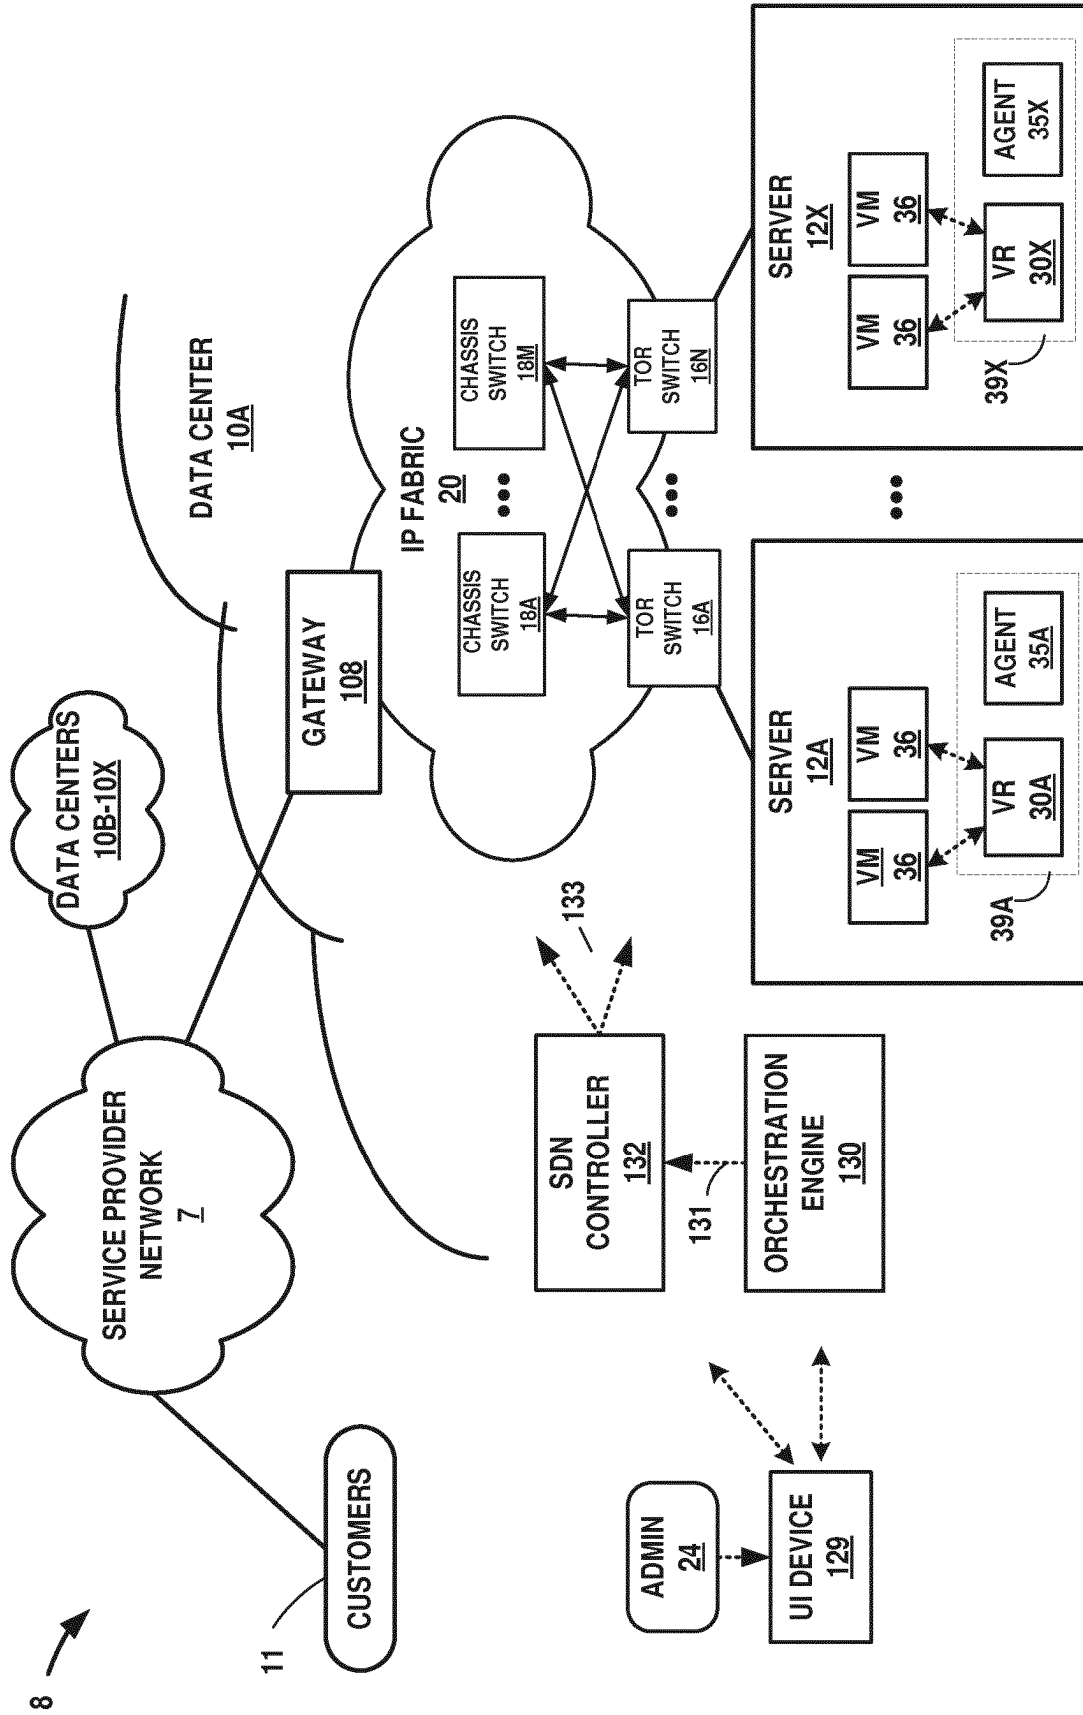 8
DATA CENTERS
10B-10X
SERVICE PROVIDER
NETWORK
7
DATA CENTER
10A
11
CUSTOMERS
GATEWAY
108
IP FABRIC
20
CHASSIS
SWITCH
18A
CHASSIS
SWITCH
18M
TOR
SWITCH
16A
TOR
SWITCH
16N
133
SDN
CONTROLLER
132
131
ORCHESTRATION
ENGINE
130
ADMIN
24
UI DEVICE
129
SERVER
12A
VM
36
VM
36
VR
30A
AGENT
35A
39A
SERVER
12X
VM
36
VM
36
VR
30X
AGENT
35X
39X